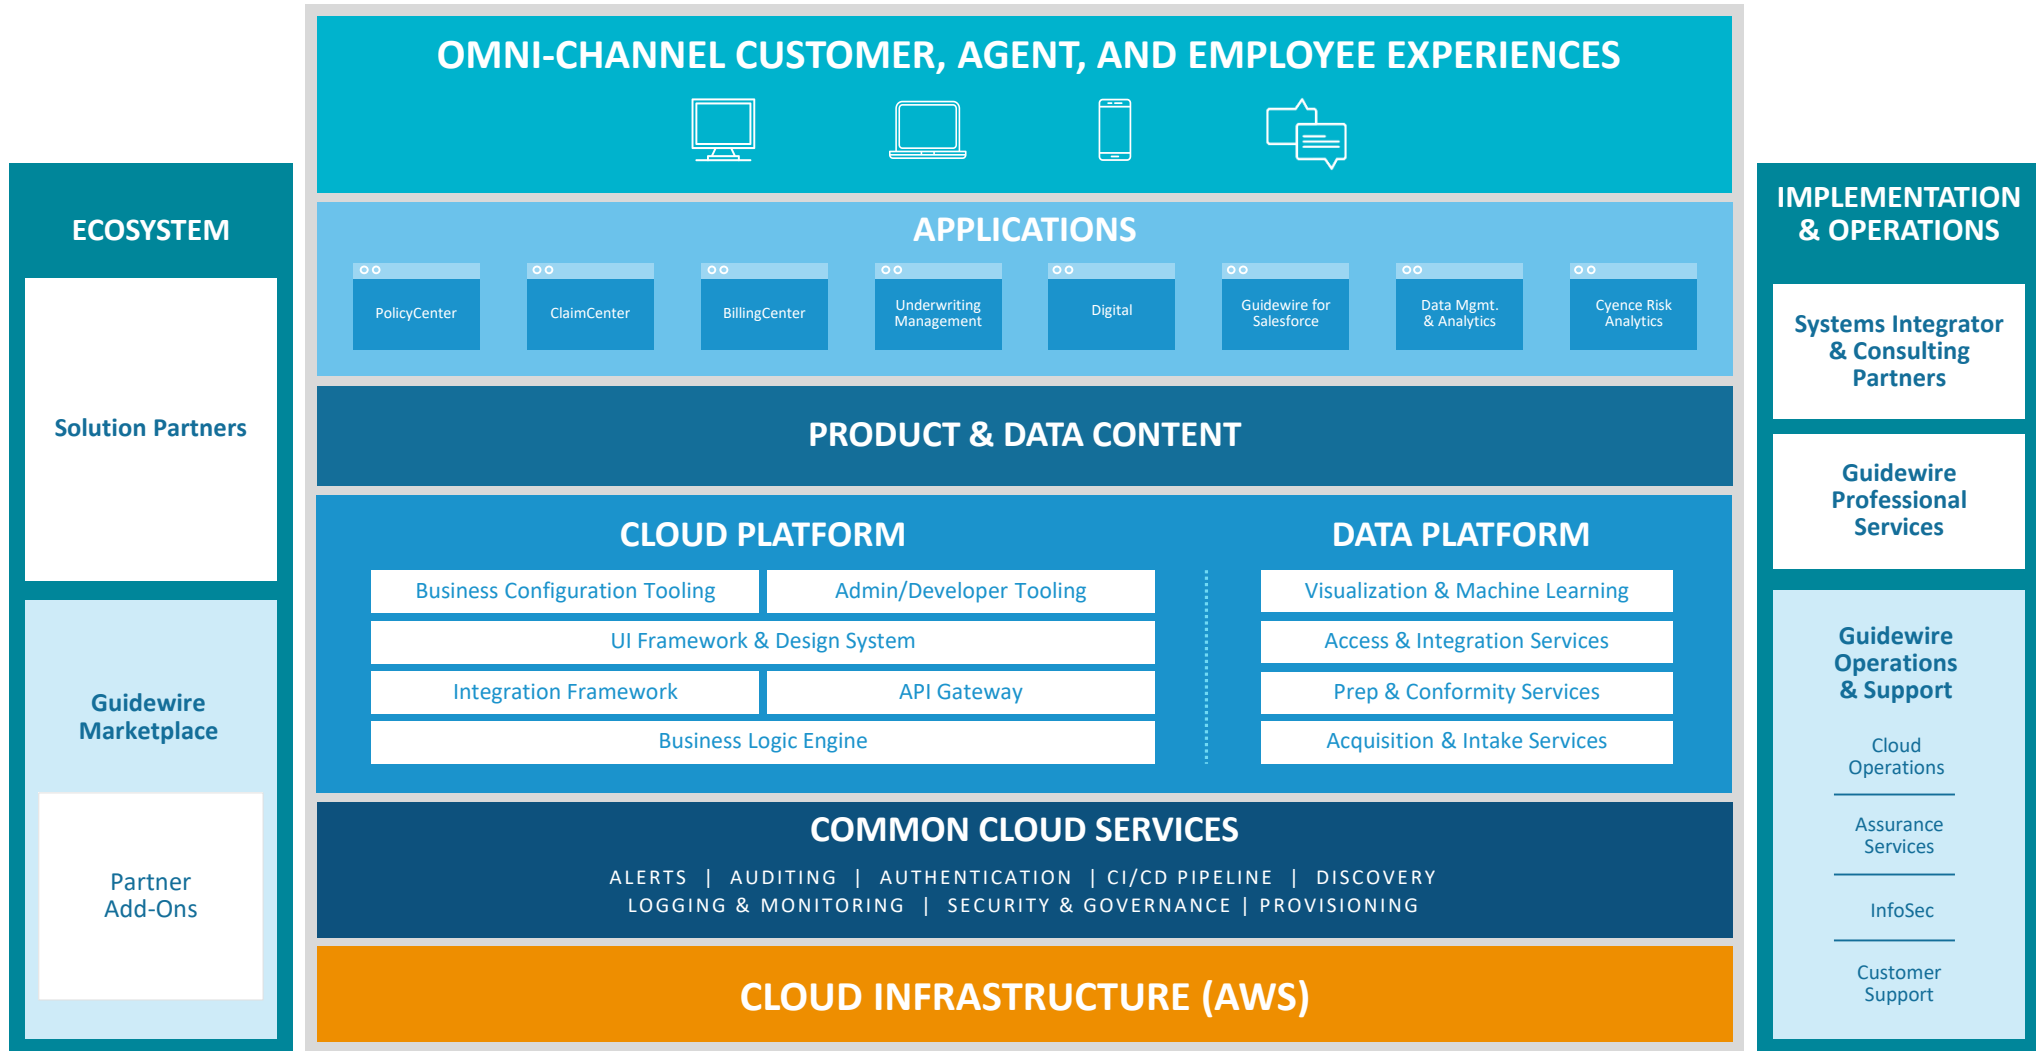 OMNI-CHANNEL CUSTOMER, AGENT, AND EMPLOYEE EXPERIENCES
ECOSYSTEM
Solution Partners
Guidewire
Marketplace
Partner
Add-Ons
APPLICATIONS
PolicyCenter
ClaimCenter
BillingCenter
Underwriting
Management
Digital
Guidewire for
Salesforce
Data Mgmt.
& Analytics
Cyence Risk
Analytics
PRODUCT & DATA CONTENT
CLOUD PLATFORM
Business Configuration Tooling
Admin/Developer Tooling
UI Framework & Design System
Integration Framework
API Gateway
Business Logic Engine
DATA PLATFORM
Visualization & Machine Learning
Access & Integration Services
Prep & Conformity Services
Acquisition & Intake Services
COMMON CLOUD SERVICES
ALERTS | AUDITING | AUTHENTICATION | CI/CD PIPELINE | DISCOVERY
LOGGING & MONITORING | SECURITY & GOVERNANCE | PROVISIONING
CLOUD INFRASTRUCTURE (AWS)
IMPLEMENTATION
& OPERATIONS
Systems Integrator
& Consulting
Partners
Guidewire
Professional
Services
Guidewire
Operations
& Support
Cloud
Operations
Assurance
Services
InfoSec
Customer
Support